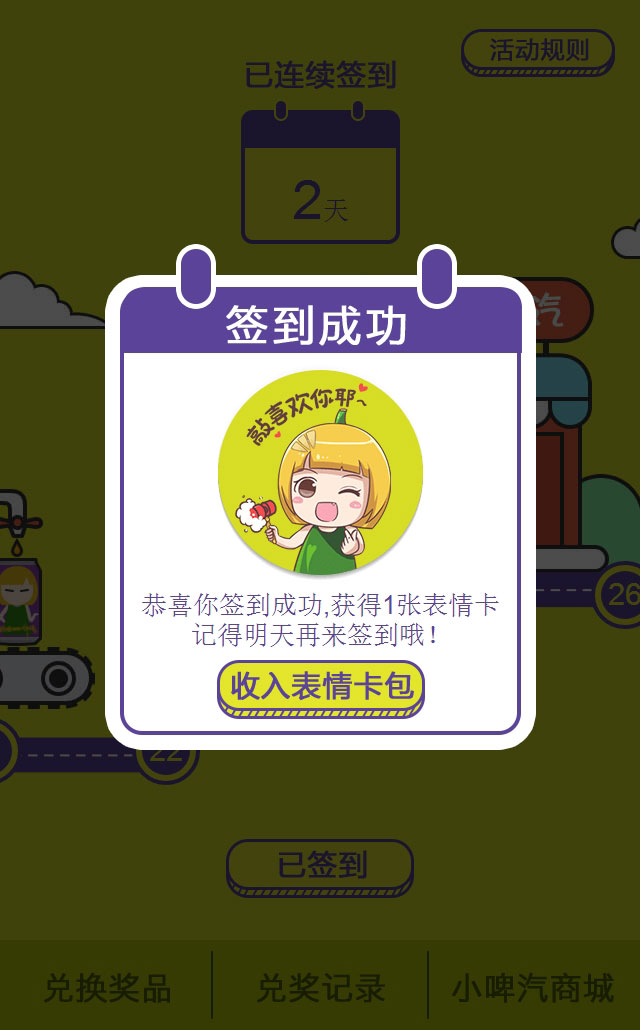 活动规则
已连续签到
2天
汽
签到成功
敲喜欢你耶~
恭喜你签到成功,获得1张表情卡
记得明天再来签到哦!
收入表情卡包
26
22
已签到
兑换奖品
兑奖记录
小啤汽商城